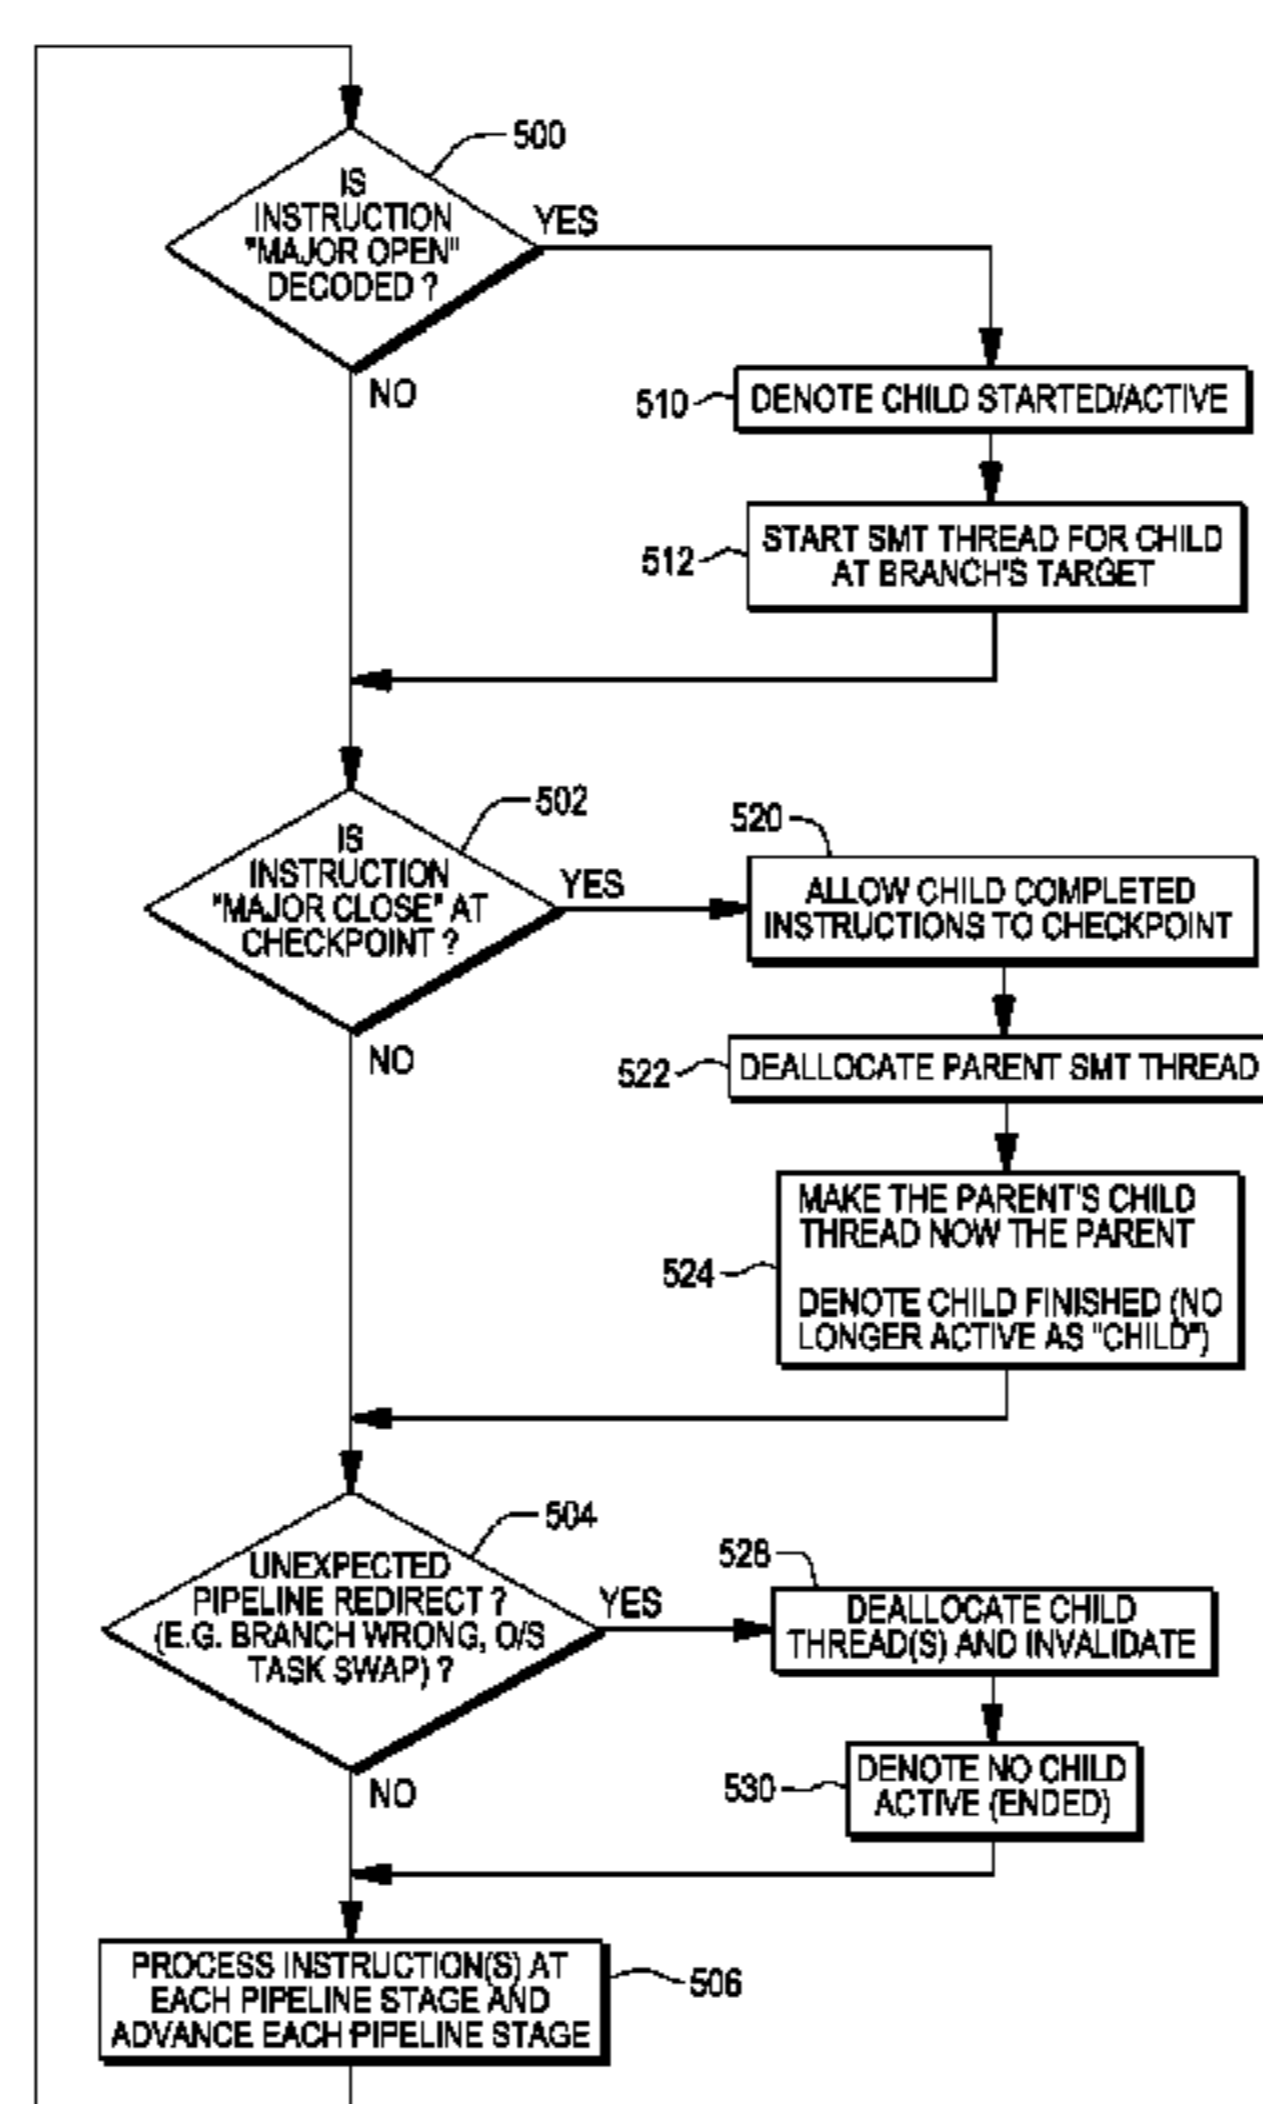 500
IS
INSTRUCTION
"MAJOR OPEN"
DECODED ?
YES
NO
510
DENOTE CHILD STARTED/ACTIVE
512
START SMT THREAD FOR CHILD
AT BRANCH'S TARGET
502
IS
INSTRUCTION
"MAJOR CLOSE" AT
CHECKPOINT ?
YES
NO
520
ALLOW CHILD COMPLETED
INSTRUCTIONS TO CHECKPOINT
522
DEALLOCATE PARENT SMT THREAD
524
MAKE THE PARENT'S CHILD
THREAD NOW THE PARENT
DENOTE CHILD FINISHED (NO
LONGER ACTIVE AS "CHILD")
504
UNEXPECTED
PIPELINE REDIRECT ?
(E.G. BRANCH WRONG, O/S
TASK SWAP) ?
YES
NO
528
DEALLOCATE CHILD
THREAD(S) AND INVALIDATE
530
DENOTE NO CHILD
ACTIVE (ENDED)
PROCESS INSTRUCTION(S) AT
EACH PIPELINE STAGE AND
ADVANCE EACH PIPELINE STAGE
506